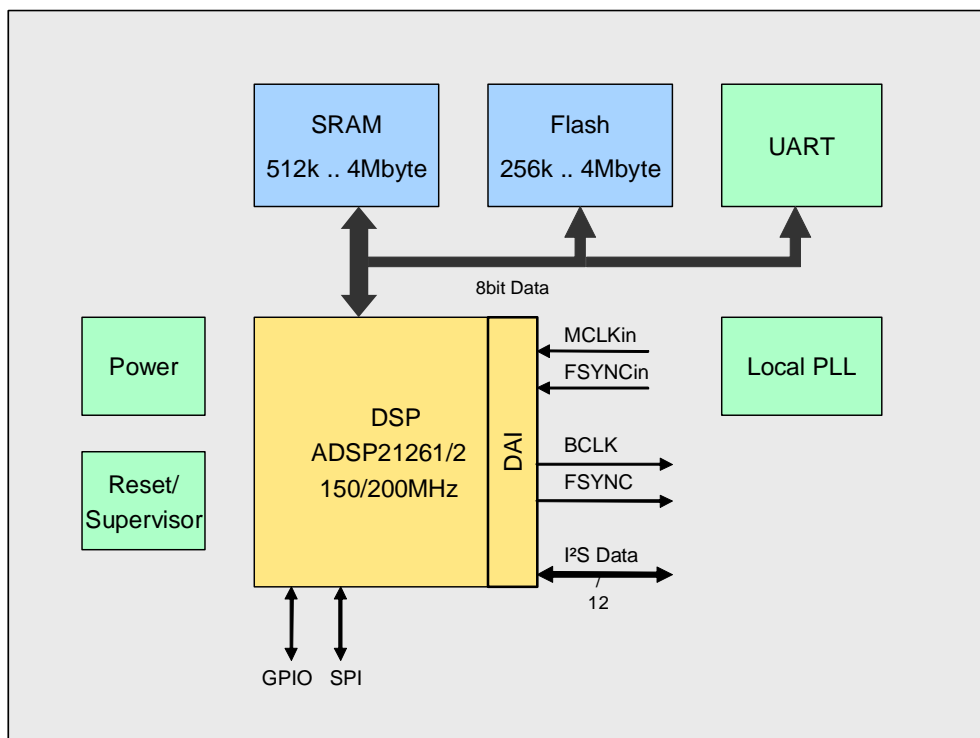 SRAM
512k .. 4Mbyte
Flash
256k .. 4Mbyte
UART
8bit Data
Power
Reset/
Supervisor
DSP
ADSP21261/2
150/200MHz
DAI
MCLKin
FSYNCin
BCLK
FSYNC
I²S Data
12
Local PLL
GPIO
SPI